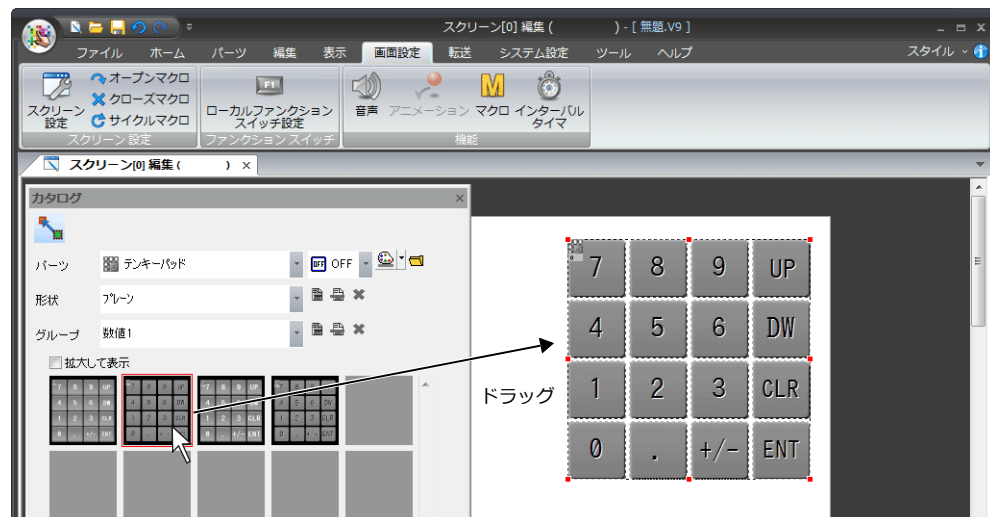 スクリーン[0] 編集 ( ) - [ 無題.V9 ]
ファイル ホーム パーツ 編集 表示 画面設定 転送 システム設定 ツール ヘルプ スタイル
スクリーン設定
オープンマクロ
クローズマクロ
サイクルマクロ
スクリーン 設定
F1
ローカルファンクションスイッチ設定
ファンクション スイッチ
音声 アニメーション マクロ インターバルタイマ
機能
スクリーン[0] 編集 ( ) ×
カタログ ×
パーツ テンキーパッド OFF OFF
形状 プレーン
グループ 数値1
拡大して表示
ドラッグ
7 8 9 UP
4 5 6 DW
1 2 3 CLR
0 . +/- ENT